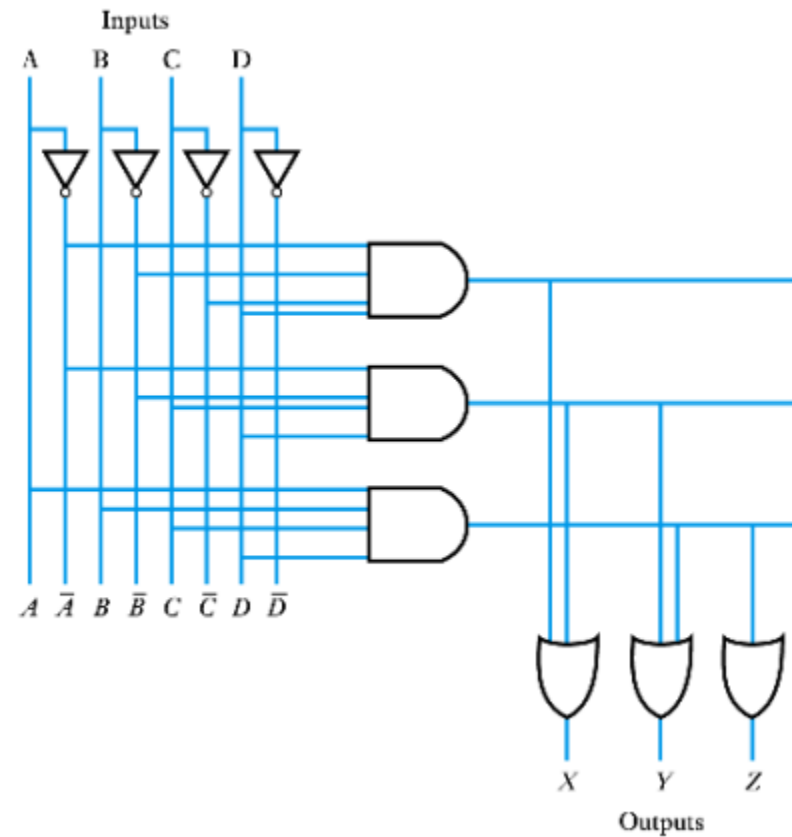 Inputs
A B C D
A A̅ B B̅ C C̅ D D̅
X Y Z
Outputs